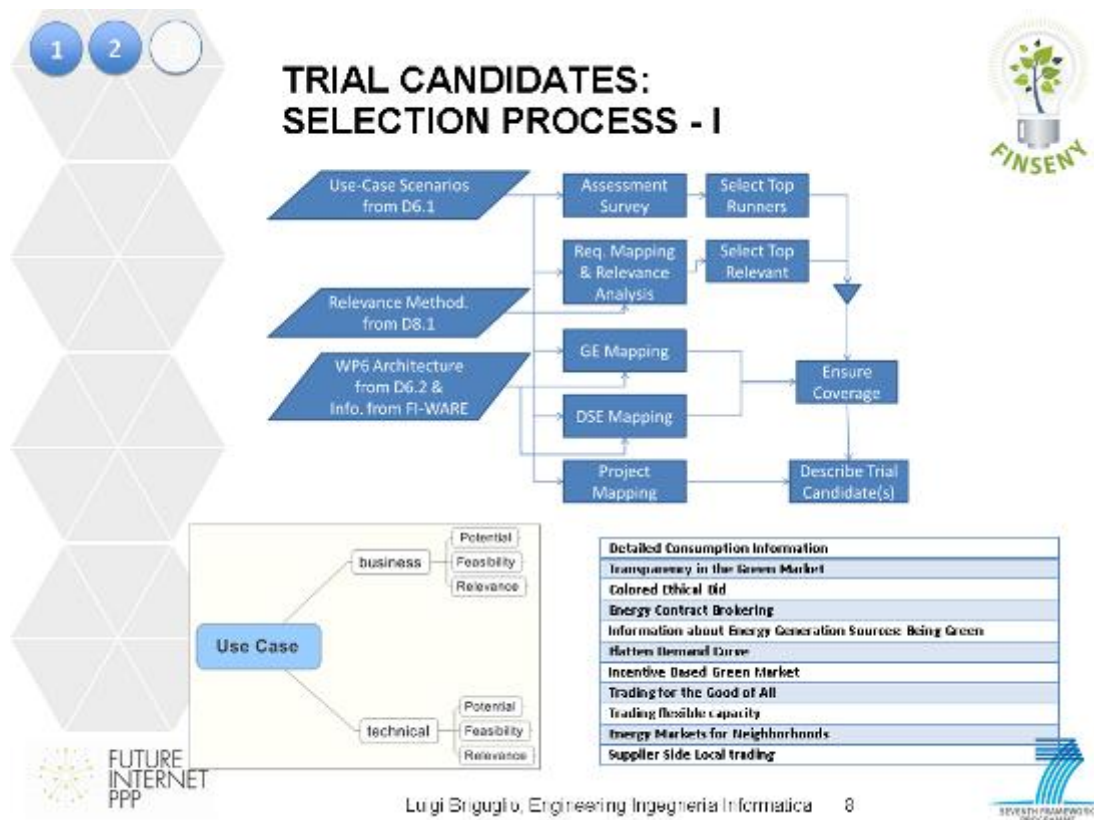 1 2
TRIAL CANDIDATES:
SELECTION PROCESS - I
FINSENY
Use-Case Scenarios
from D6.1
Assessment
Survey
Select Top
Runners
Req. Mapping
& Relevance
Analysis
Select Top
Relevant
Relevance Method.
from D8.1
WP6 Architecture
from D6.2 &
Info. from FI-WARE
GE Mapping
Ensure
Coverage
DSE Mapping
Project
Mapping
Describe Trial
Candidate(s)
Use Case
business
Potential
Feasibility
Relevance
technical
Potential
Feasibility
Relevance
Detailed Consumption Information
Transparency in the Green Market
Colored Ethical Bid
Energy Contract Brokering
Information about Energy Generation Sources: Being Green
Flatten Demand Curve
Incentive Based Green Market
Trading for the Good of All
Trading flexible capacity
Energy Markets for Neighborhoods
Supplier Side Local trading
FUTURE
INTERNET
PPP
Luigi Briguglio, Engineering Ingegneria Informatica 8
SEVENTH FRAMEWORK
PROGRAMME